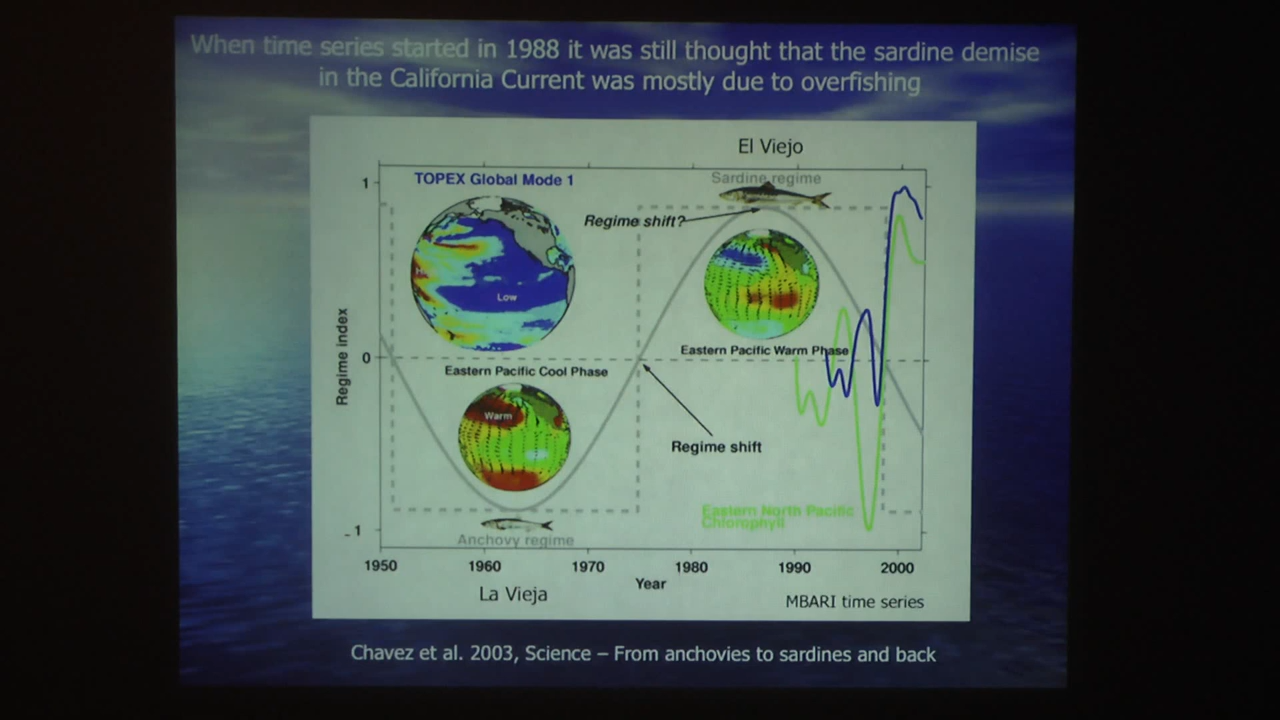 When time series started in 1988 it was still thought that the sardine demise
in the California Current was mostly due to overfishing
El Viejo
TOPEX Global Mode 1
Sardine regime
1
Regime shift?
Low
Regime index
0
Eastern Pacific Warm Phase
Eastern Pacific Cool Phase
Warm
Regime shift
Eastern North Pacific
Chlorophyll
-1
Anchovy regime
1950 1960 1970 1980 1990 2000
Year
La Vieja
MBARI time series
Chavez et al. 2003, Science – From anchovies to sardines and back